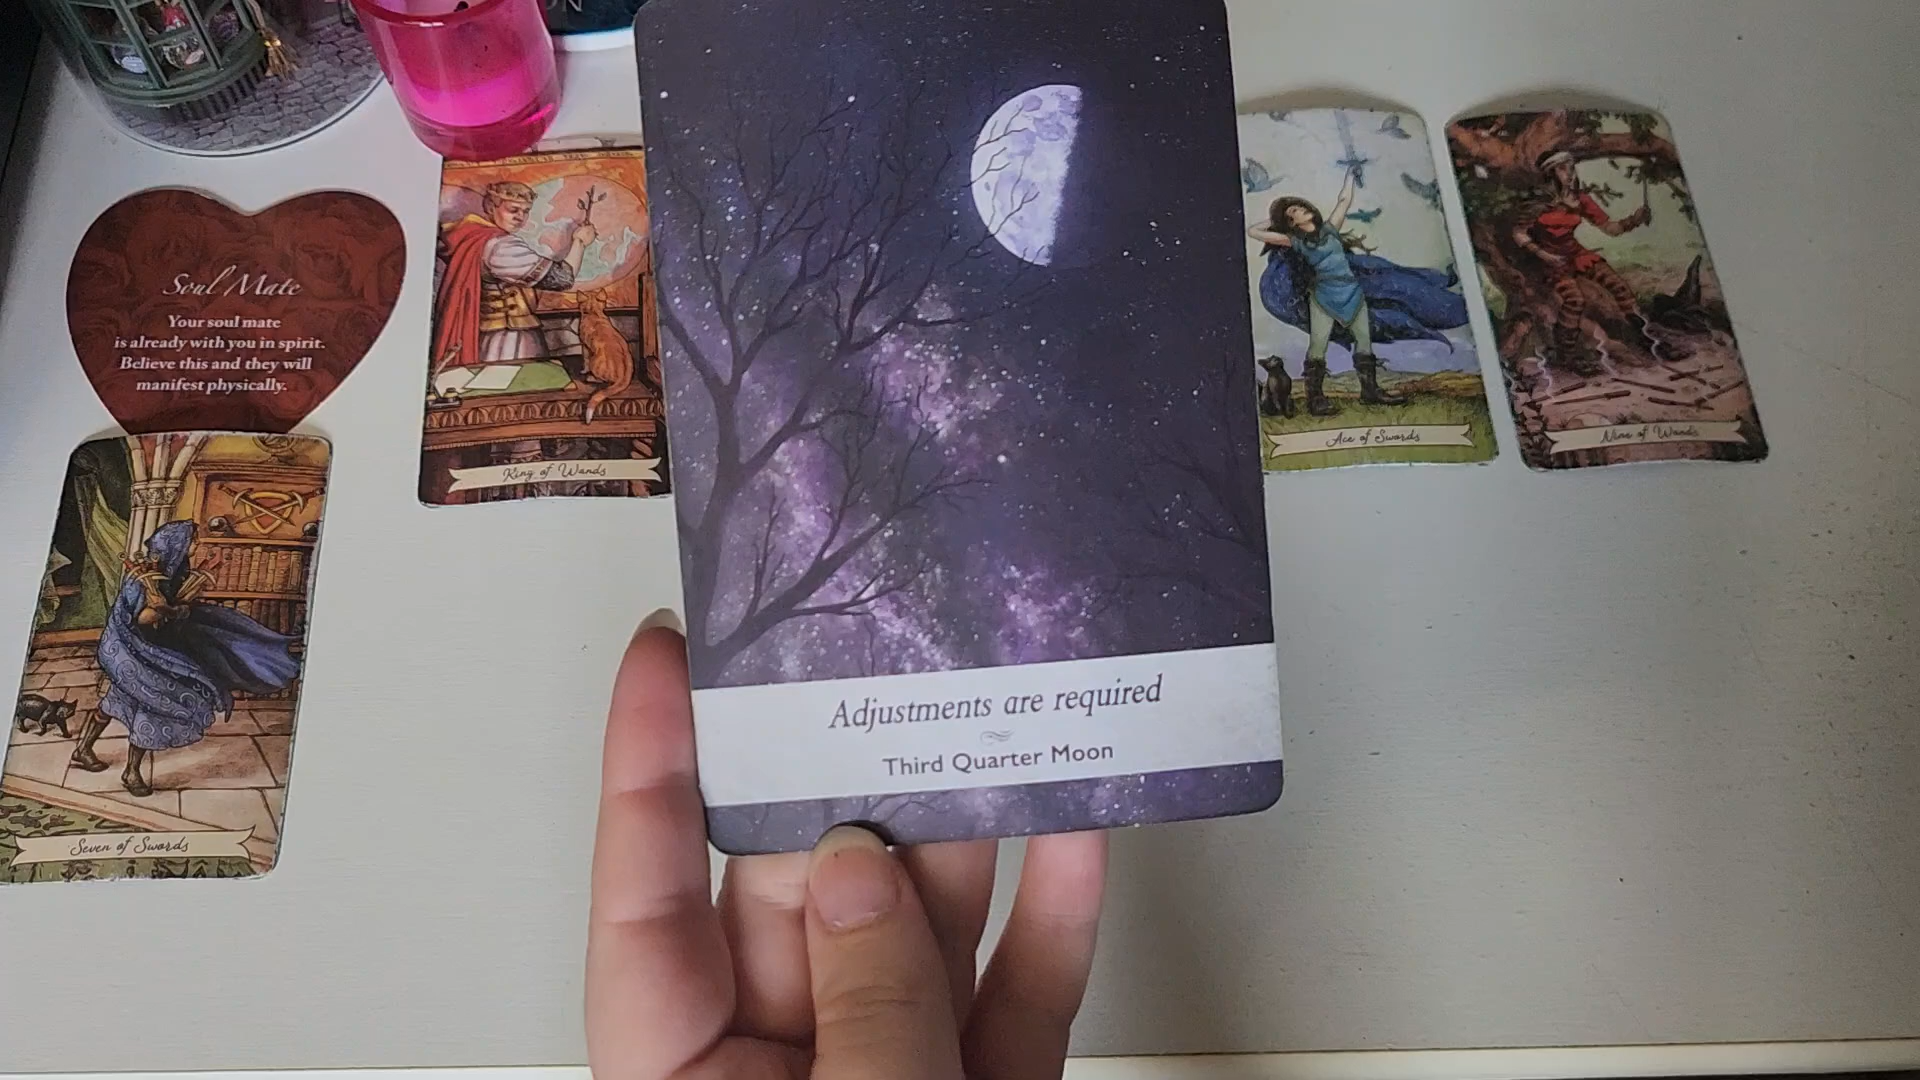 ON
Soul Mate
Your soul mate
is already with you in spirit.
Believe this and they will
manifest physically.
King of Wands
Ace of Swords
Nine of Wands
Seven of Swords
Adjustments are required
Third Quarter Moon